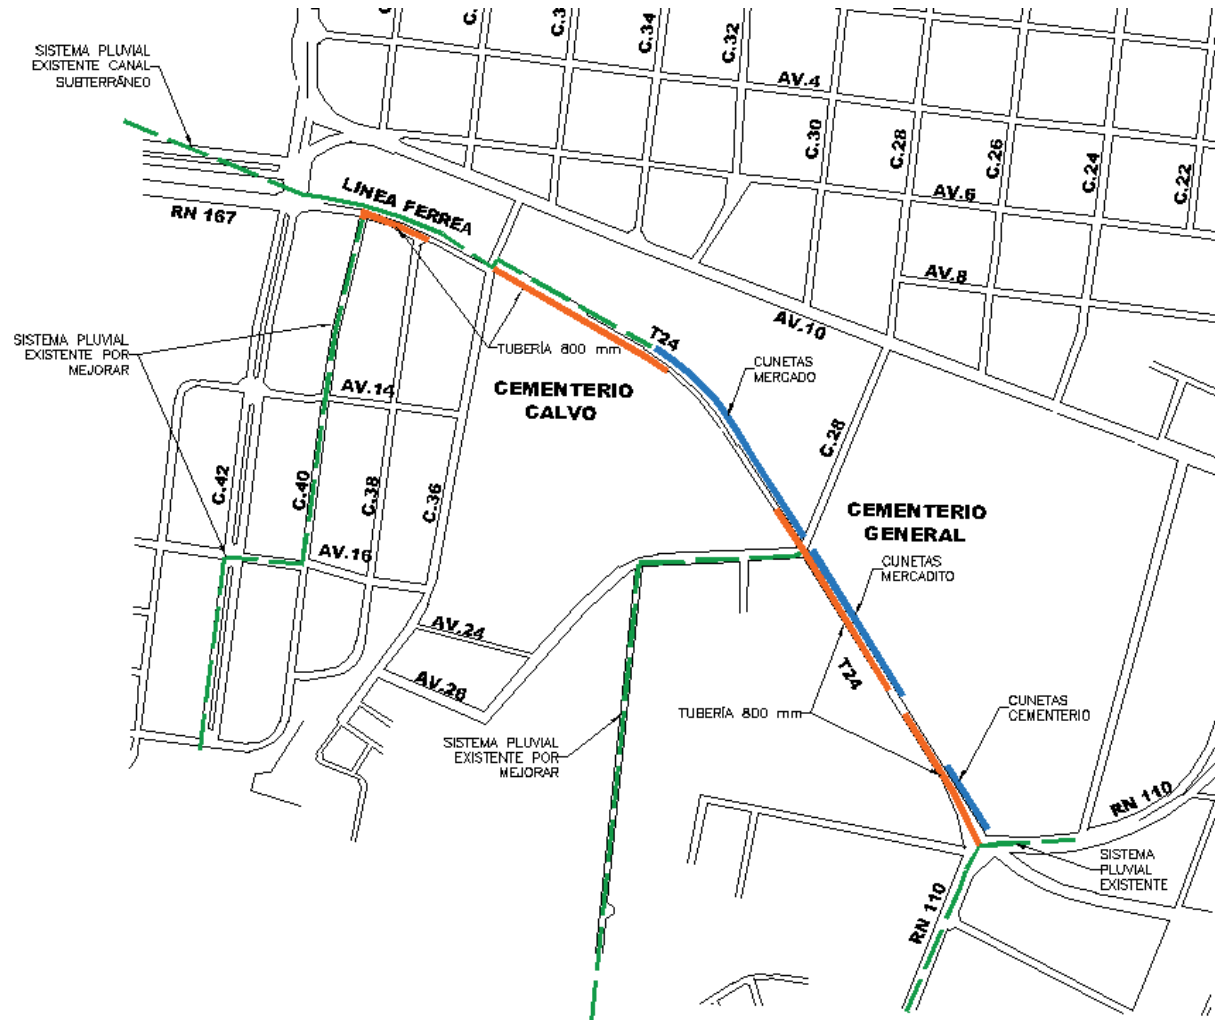 C.34
C.32
SISTEMA PLUVIAL
EXISTENTE CANAL
SUBTERRÁNEO
AV.4
C.30
C.28
C.26
C.24
C.22
AV.6
LINEA FERREA
RN 167
AV.8
AV.10
T24
SISTEMA PLUVIAL
EXISTENTE POR
MEJORAR
TUBERÍA 800 mm
CUNETAS
MERCADO
AV.14
CEMENTERIO
CALVO
C.28
C.42
C.40
C.38
C.36
CEMENTERIO
GENERAL
AV.16
CUNETAS
MERCADITO
AV.24
T24
AV.26
CUNETAS
CEMENTERIO
TUBERÍA 800 mm
SISTEMA PLUVIAL
EXISTENTE POR
MEJORAR
RN 110
SISTEMA
PLUVIAL
EXISTENTE
RN 110